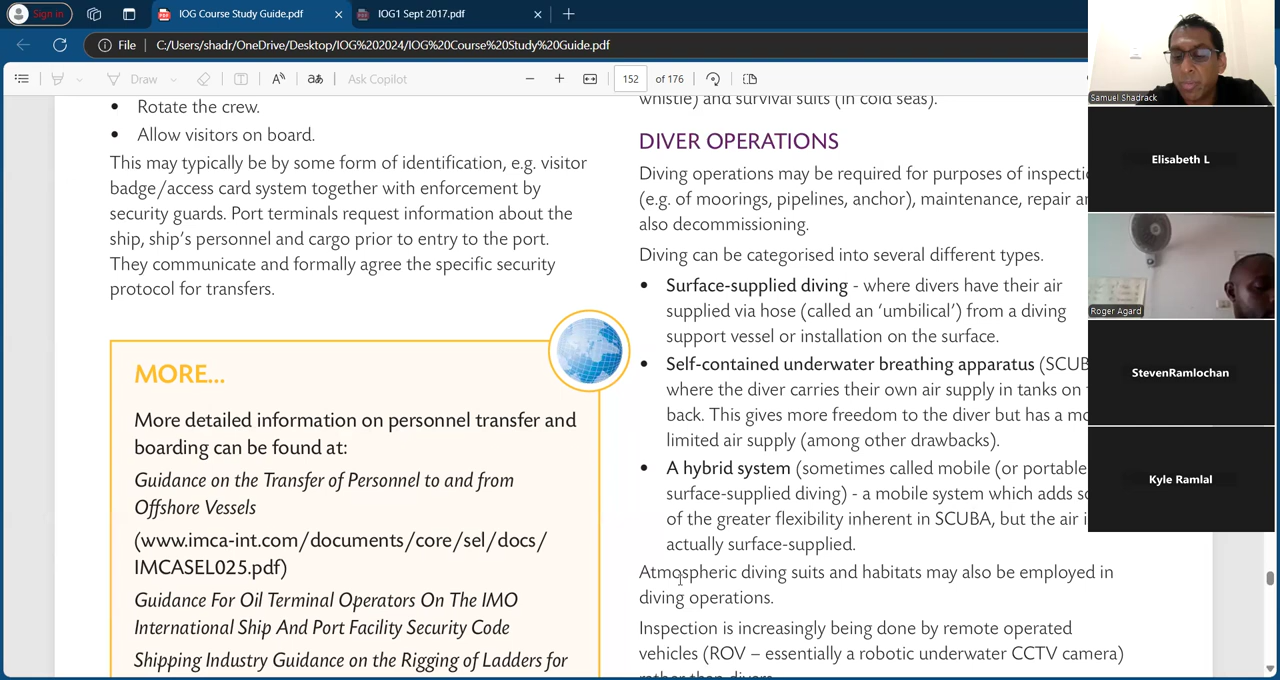 Sign in
IOG Course Study Guide.pdf
IOG1 Sept 2017.pdf
File
C:/Users/shadr/OneDrive/Desktop/IOG%202024/IOG%20Course%20Study%20Guide.pdf
Draw
Ask Copilot
152 of 176
• Rotate the crew.
• Allow visitors on board.
This may typically be by some form of identification, e.g. visitor
badge/access card system together with enforcement by
security guards. Port terminals request information about the
ship, ship's personnel and cargo prior to entry to the port.
They communicate and formally agree the specific security
protocol for transfers.
MORE...
More detailed information on personnel transfer and
boarding can be found at:
Guidance on the Transfer of Personnel to and from
Offshore Vessels
(www.imca-int.com/documents/core/sel/docs/
IMCASEL025.pdf)
Guidance For Oil Terminal Operators On The IMO
International Ship And Port Facility Security Code
Shipping Industry Guidance on the Rigging of Ladders for
whistle) and survival suits (in cold seas).
DIVER OPERATIONS
Diving operations may be required for purposes of inspectio
(e.g. of moorings, pipelines, anchor), maintenance, repair an
also decommissioning.
Diving can be categorised into several different types.
• Surface-supplied diving - where divers have their air
supplied via hose (called an 'umbilical') from a diving
support vessel or installation on the surface.
• Self-contained underwater breathing apparatus (SCUB
where the diver carries their own air supply in tanks on
back. This gives more freedom to the diver but has a mo
limited air supply (among other drawbacks).
• A hybrid system (sometimes called mobile (or portable
surface-supplied diving) - a mobile system which adds so
of the greater flexibility inherent in SCUBA, but the air i
actually surface-supplied.
Atmospheric diving suits and habitats may also be employed in
diving operations.
Inspection is increasingly being done by remote operated
vehicles (ROV – essentially a robotic underwater CCTV camera)
rather than divers
Samuel Shadrack
Elisabeth L
Roger Agard
StevenRamlochan
Kyle Ramlal